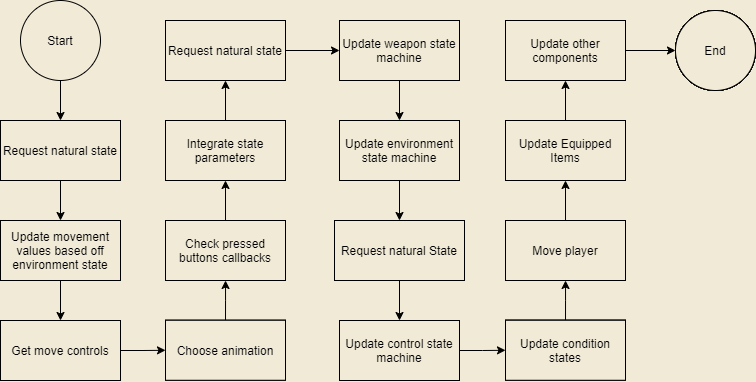 Start
Request natural state
Update movement
values based off
environment state
Get move controls
Choose animation
Check pressed
buttons callbacks
Integrate state
parameters
Request natural state
Update weapon state
machine
Update environment
state machine
Request natural State
Update control state
machine
Update condition
states
Move player
Update Equipped
Items
Update other
components
End